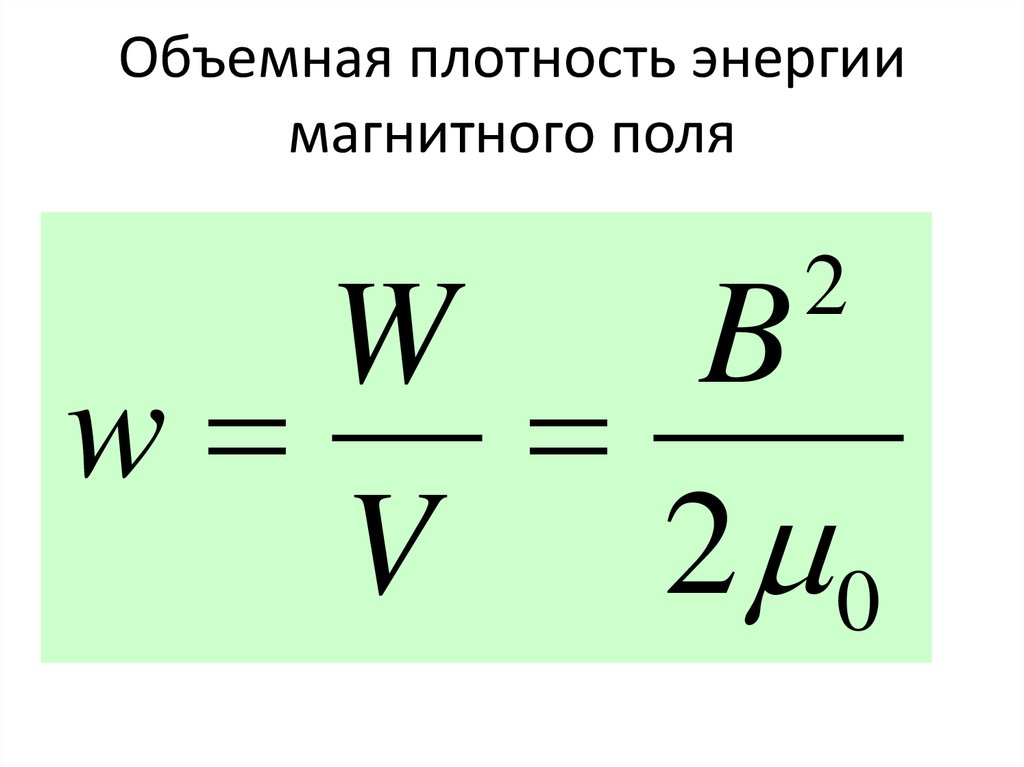 Объемная плотность энергии
магнитного поля
w = W/V = B²/2μ₀